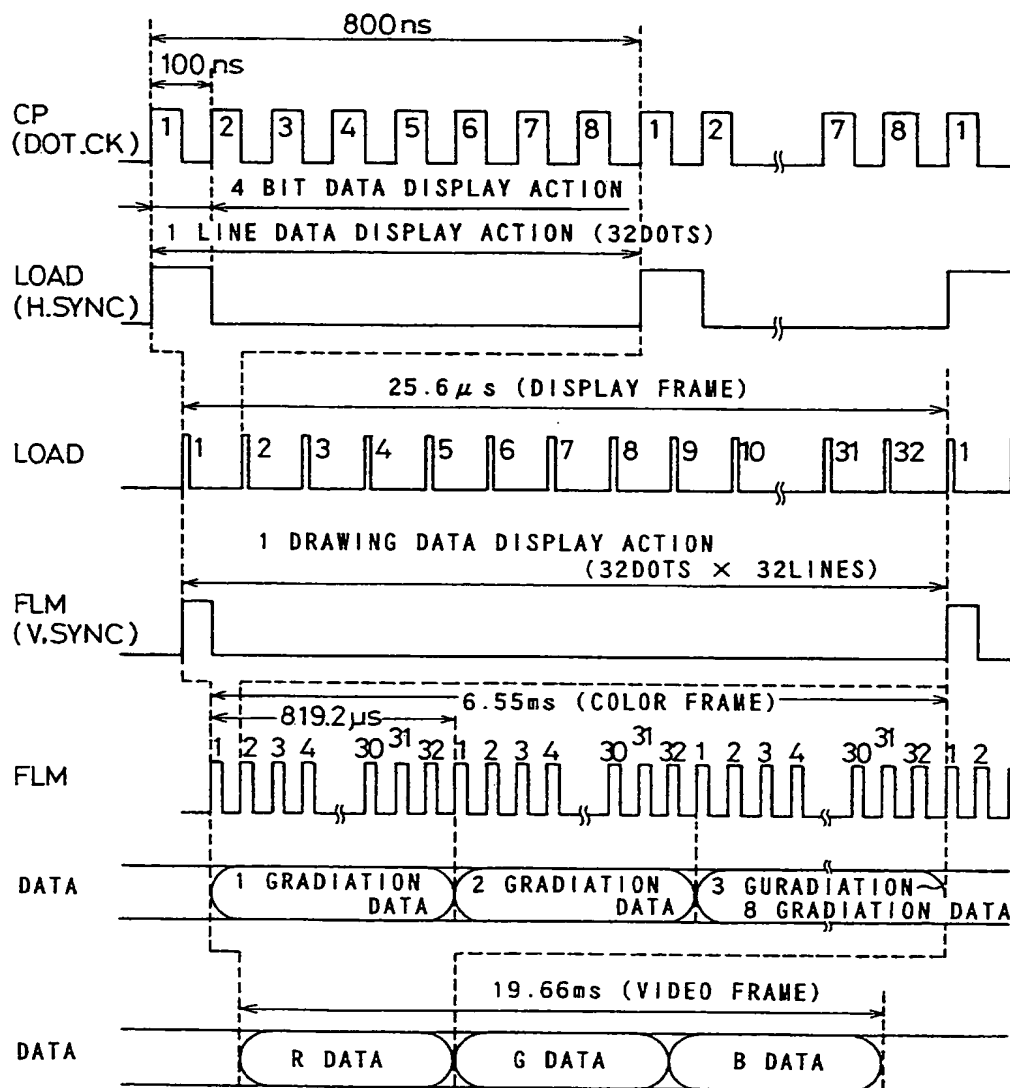 800ns
100ns
CP
(DOT.CK)
1 2 3 4 5 6 7 8 1 2 7 8 1
4 BIT DATA DISPLAY ACTION
1 LINE DATA DISPLAY ACTION (32DOTS)
LOAD
(H.SYNC)
25.6μs (DISPLAY FRAME)
LOAD
1 2 3 4 5 6 7 8 9 10 31 32 1
1 DRAWING DATA DISPLAY ACTION
(32DOTS × 32LINES)
FLM
(V.SYNC)
6.55ms (COLOR FRAME)
819.2μs
FLM
1 2 3 4 30 31 32 1 2 3 4 30 31 32 1 2 3 4 30 31 32 1 2
DATA
1 GRADIATION DATA
2 GRADIATION DATA
3 GURADIATION~
8 GRADIATION DATA
19.66ms (VIDEO FRAME)
DATA
R DATA
G DATA
B DATA